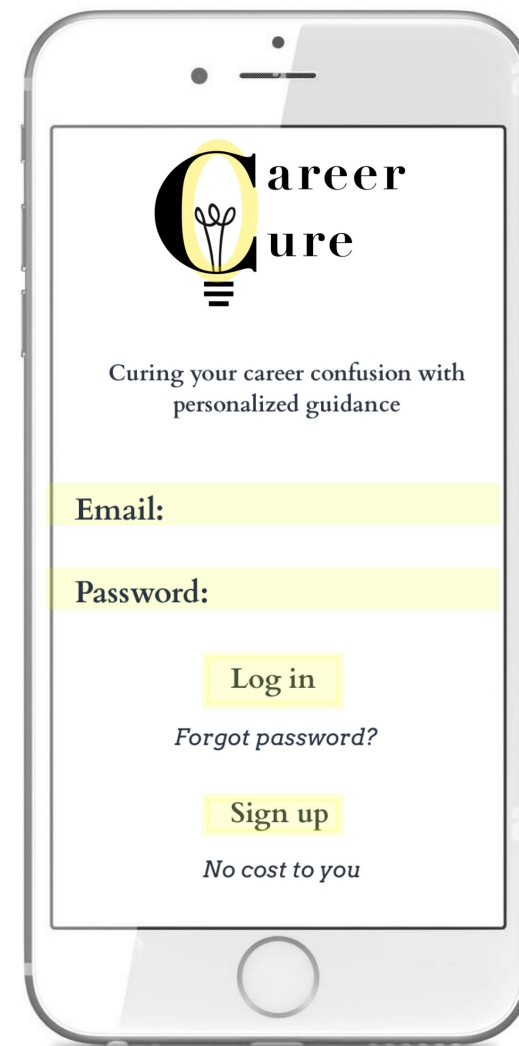 Career
Cure
Curing your career confusion with
personalized guidance
Email:
Password:
Log in
Forgot password?
Sign up
No cost to you